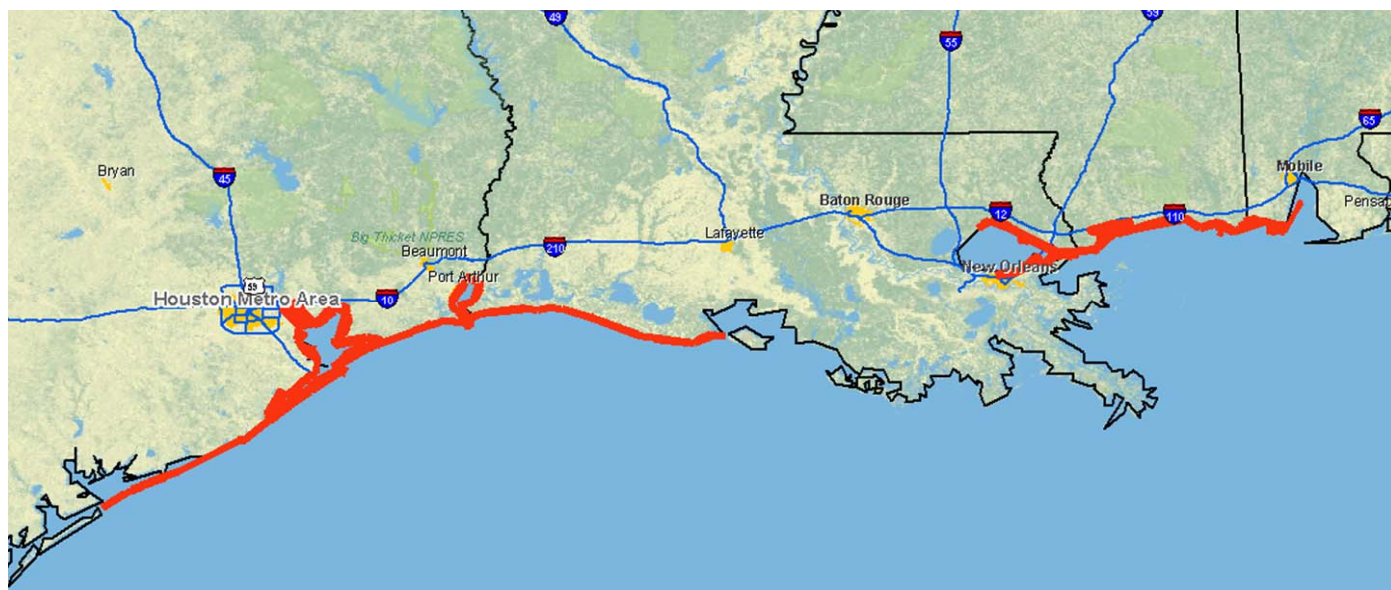 49
59
55
65
Bryan
45
Mobile
Baton Rouge
Pensa
12
110
Lafayette
Big Thicket NPRES
210
Beaumont
New Orleans
Port Arthur
59
Houston Metro Area
10